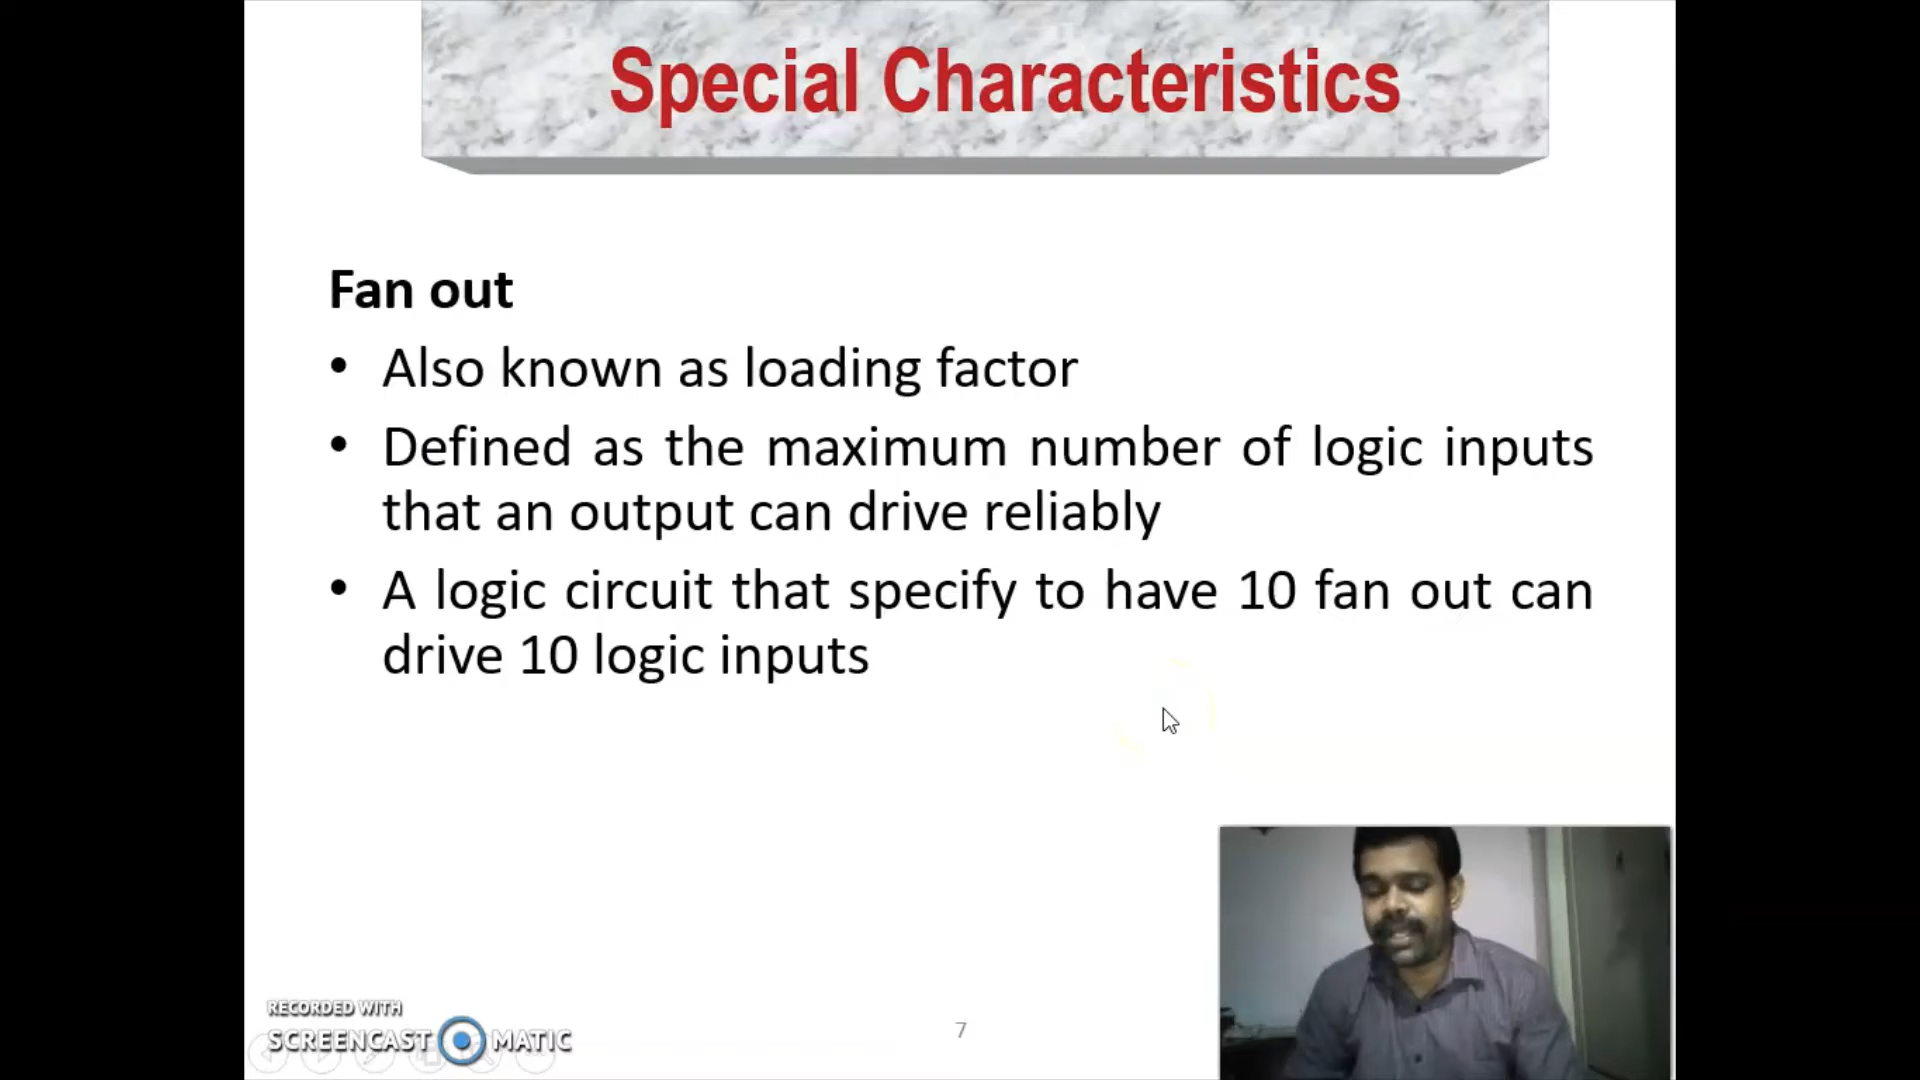 Special Characteristics
Fan out
• Also known as loading factor
• Defined as the maximum number of logic inputs
that an output can drive reliably
• A logic circuit that specify to have 10 fan out can
drive 10 logic inputs
RECORDED WITH
SCREENCAST MATIC
7